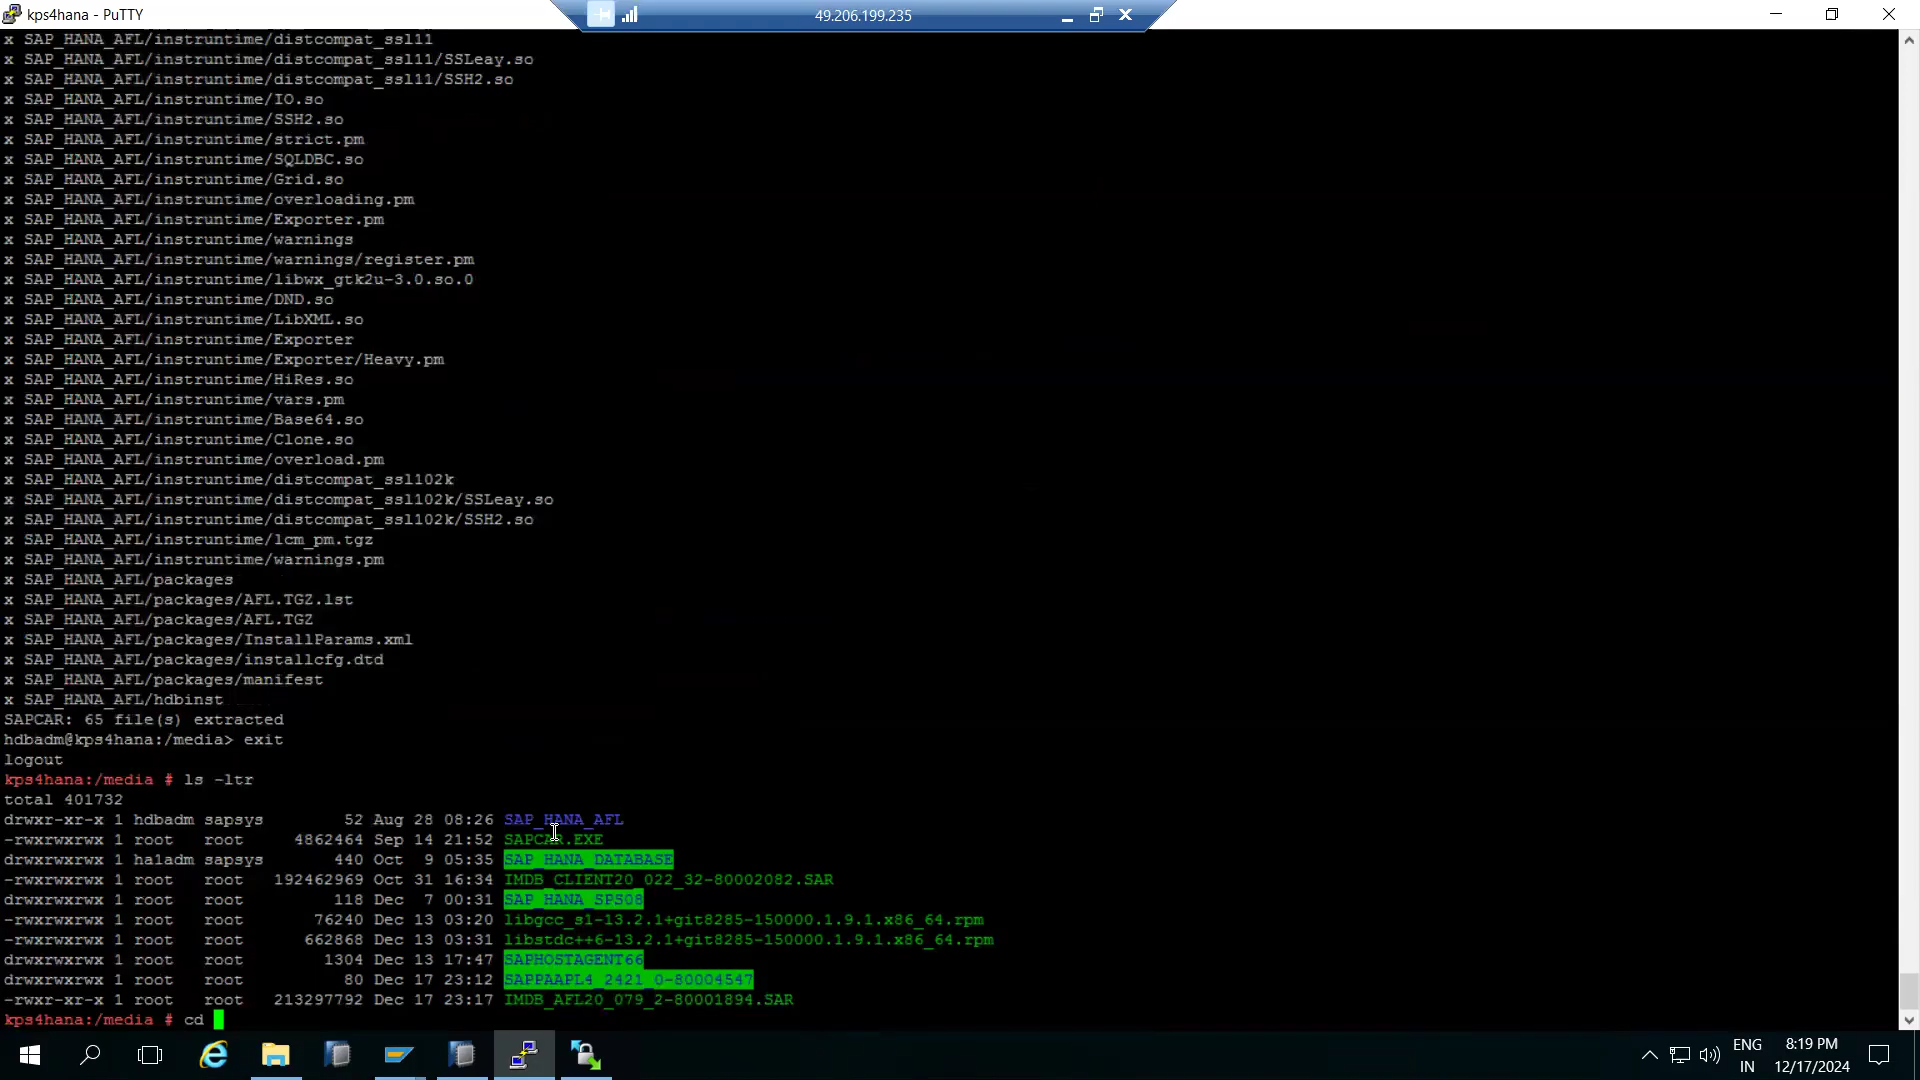 kps4hana - PuTTY
49.206.199.235
x SAP_HANA_AFL/instruntime/distcompat_ssl11
x SAP_HANA_AFL/instruntime/distcompat_ssl11/SSLeay.so
x SAP_HANA_AFL/instruntime/distcompat_ssl11/SSH2.so
x SAP_HANA_AFL/instruntime/IO.so
x SAP_HANA_AFL/instruntime/SSH2.so
x SAP_HANA_AFL/instruntime/strict.pm
x SAP_HANA_AFL/instruntime/SQLDBC.so
x SAP_HANA_AFL/instruntime/Grid.so
x SAP_HANA_AFL/instruntime/overloading.pm
x SAP_HANA_AFL/instruntime/Exporter.pm
x SAP_HANA_AFL/instruntime/warnings
x SAP_HANA_AFL/instruntime/warnings/register.pm
x SAP_HANA_AFL/instruntime/libwx_gtk2u-3.0.so.0
x SAP_HANA_AFL/instruntime/DND.so
x SAP_HANA_AFL/instruntime/LibXML.so
x SAP_HANA_AFL/instruntime/Exporter
x SAP_HANA_AFL/instruntime/Exporter/Heavy.pm
x SAP_HANA_AFL/instruntime/HiRes.so
x SAP_HANA_AFL/instruntime/vars.pm
x SAP_HANA_AFL/instruntime/Base64.so
x SAP_HANA_AFL/instruntime/Clone.so
x SAP_HANA_AFL/instruntime/overload.pm
x SAP_HANA_AFL/instruntime/distcompat_ssl102k
x SAP_HANA_AFL/instruntime/distcompat_ssl102k/SSLeay.so
x SAP_HANA_AFL/instruntime/distcompat_ssl102k/SSH2.so
x SAP_HANA_AFL/instruntime/lcm_pm.tgz
x SAP_HANA_AFL/instruntime/warnings.pm
x SAP_HANA_AFL/packages
x SAP_HANA_AFL/packages/AFL.TGZ.lst
x SAP_HANA_AFL/packages/AFL.TGZ
x SAP_HANA_AFL/packages/InstallParams.xml
x SAP_HANA_AFL/packages/installcfg.dtd
x SAP_HANA_AFL/packages/manifest
x SAP_HANA_AFL/hdbinst
SAPCAR: 65 file(s) extracted
hdbadm@kps4hana:/media> exit
logout
kps4hana:/media # ls -ltr
total 401732
drwxr-xr-x 1 hdbadm sapsys 52 Aug 28 08:26 SAP_HANA_AFL
-rwxrwxrwx 1 root root 4862464 Sep 14 21:52 SAPCAR.EXE
drwxrwxrwx 1 haladm sapsys 440 Oct 9 05:35 SAP_HANA_DATABASE
-rwxrwxrwx 1 root root 192462969 Oct 31 16:34 IMDB_CLIENT20_022_32-80002082.SAR
drwxrwxrwx 1 root root 118 Dec 7 00:31 SAP_HANA_SPS08
-rwxrwxrwx 1 root root 76240 Dec 13 03:20 libgcc_s1-13.2.1+git8285-150000.1.9.1.x86_64.rpm
-rwxrwxrwx 1 root root 662868 Dec 13 03:31 libstdc++6-13.2.1+git8285-150000.1.9.1.x86_64.rpm
drwxrwxrwx 1 root root 1304 Dec 13 17:47 SAPHOSTAGENT66
drwxrwxrwx 1 root root 80 Dec 17 23:12 SAPPAAPL4_2421_0-80004547
-rwxr-xr-x 1 root root 213297792 Dec 17 23:17 IMDB_AFL20_079_2-80001894.SAR
kps4hana:/media # cd
ENG
IN
8:19 PM
12/17/2024